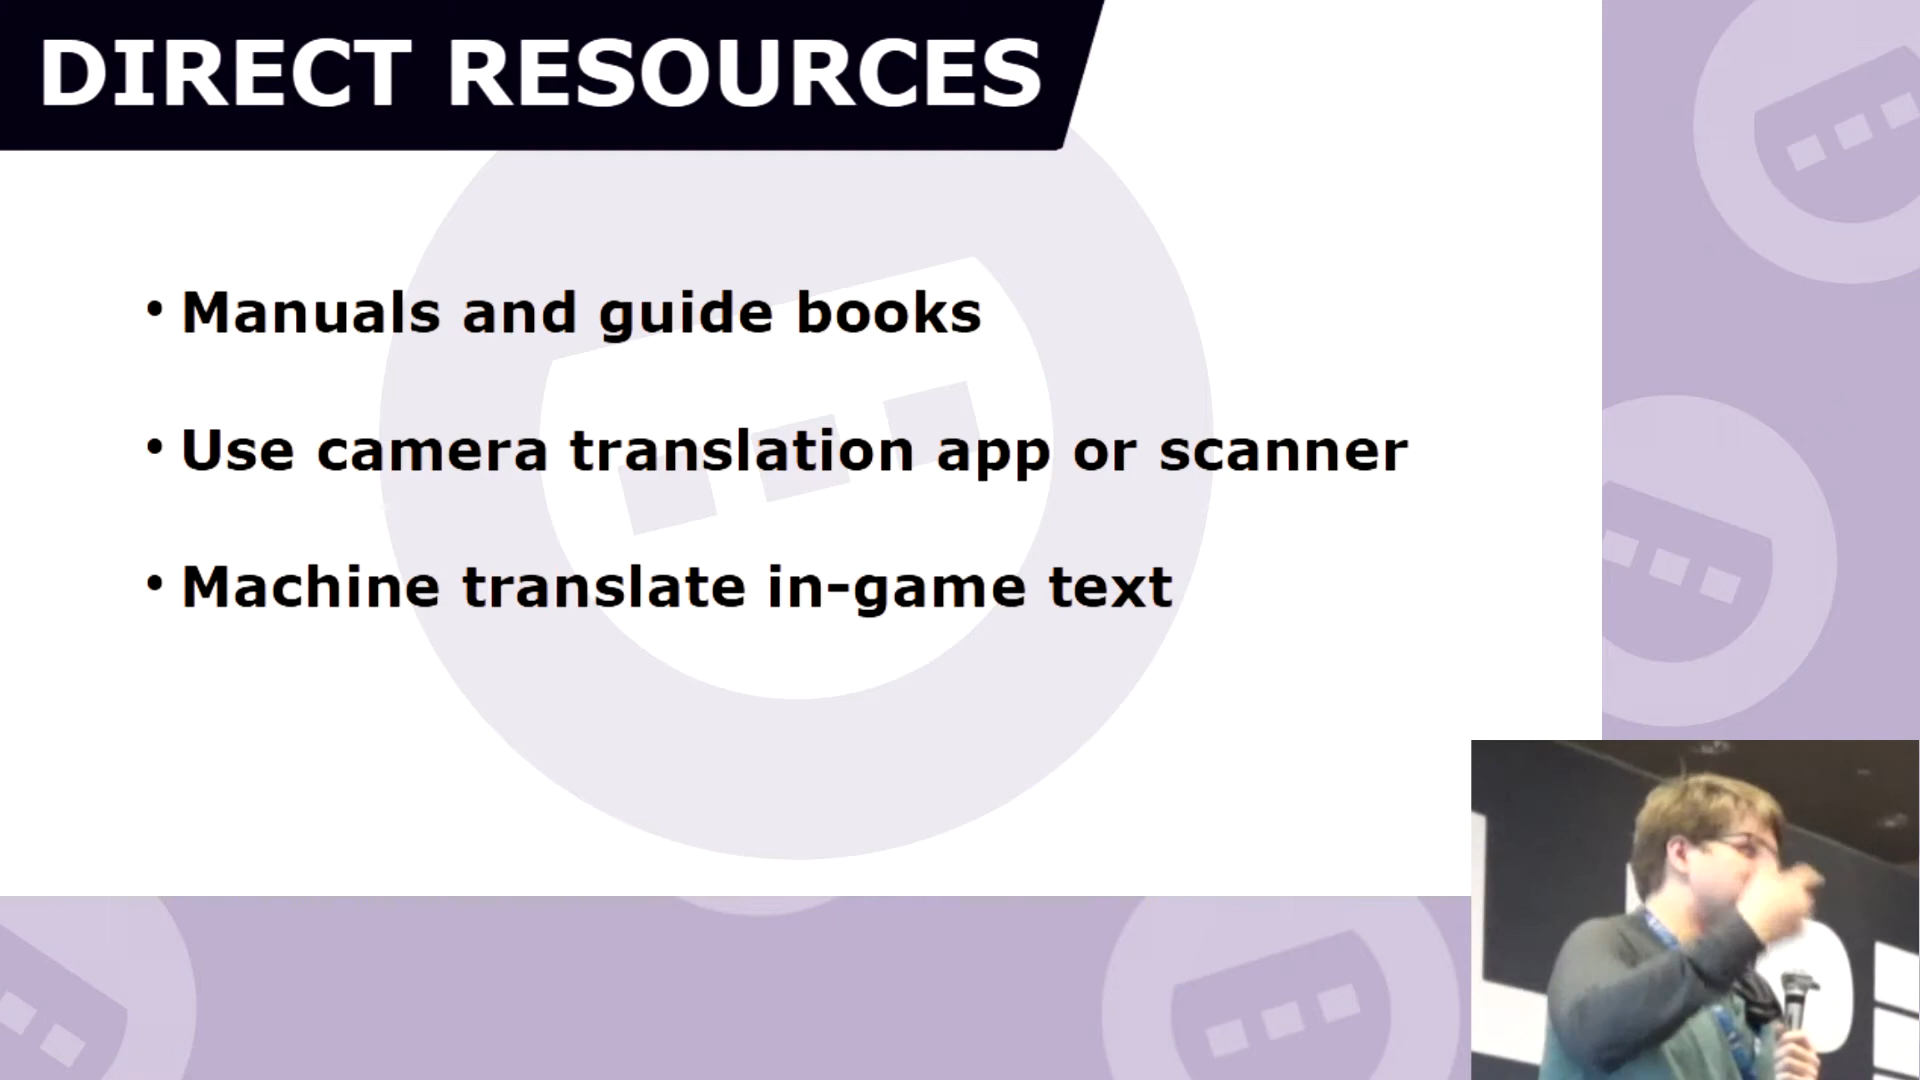 DIRECT RESOURCES
• Manuals and guide books
• Use camera translation app or scanner
• Machine translate in-game text